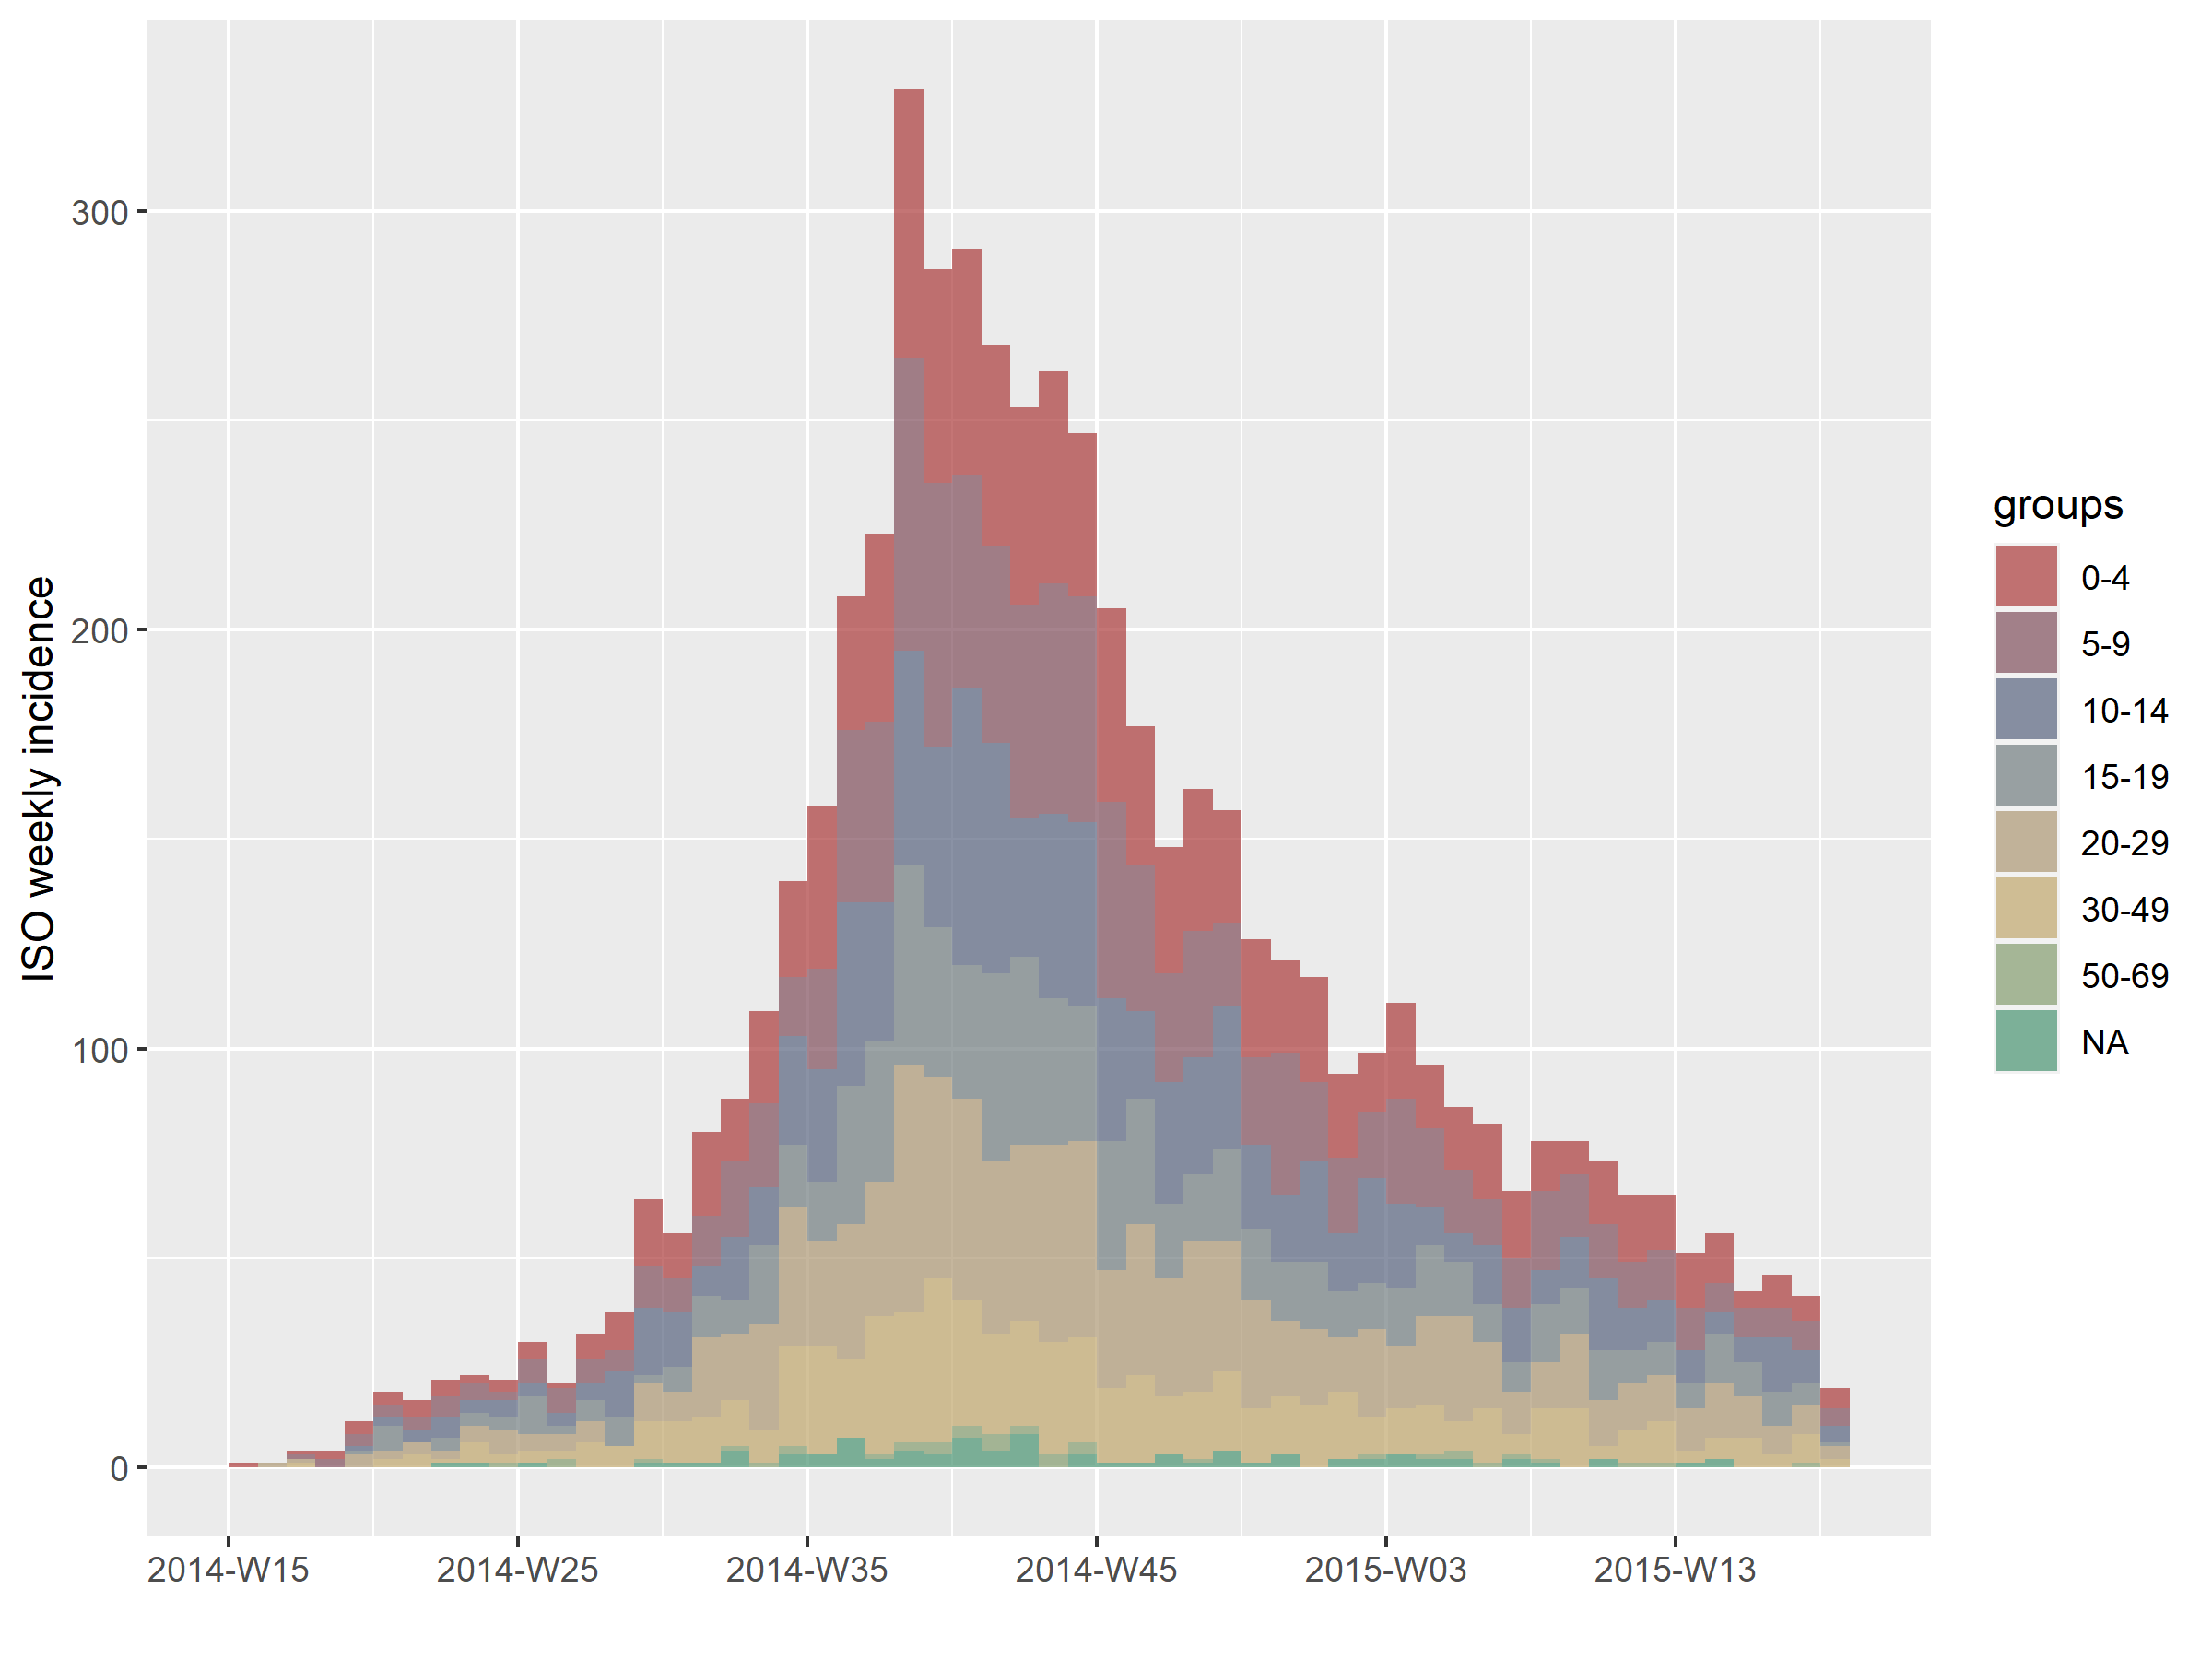 ISO weekly incidence
300
200
100
0
2014-W15
2014-W25
2014-W35
2014-W45
2015-W03
2015-W13
groups
0-4
5-9
10-14
15-19
20-29
30-49
50-69
NA